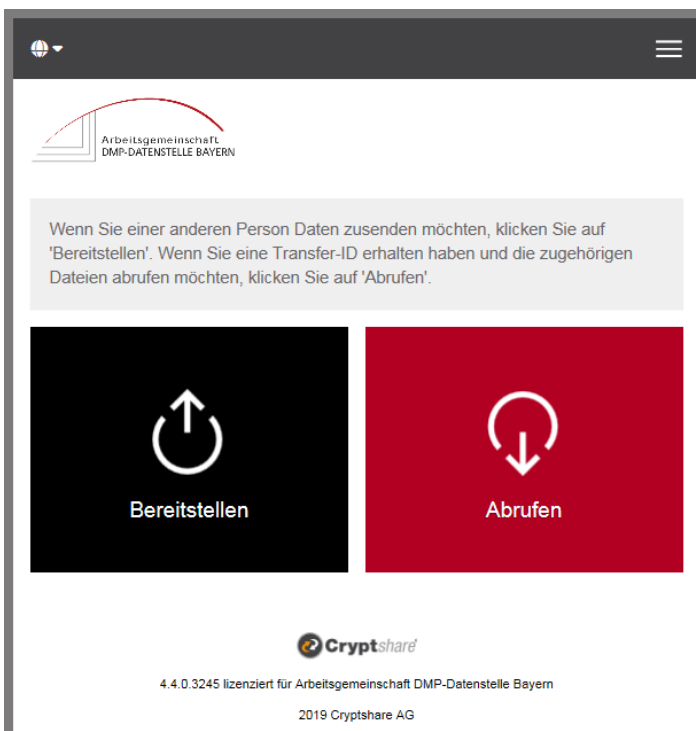 Arbeitsgemeinschaft
DMP-DATENSTELLE BAYERN
Wenn Sie einer anderen Person Daten zusenden möchten, klicken Sie auf
'Bereitstellen'. Wenn Sie eine Transfer-ID erhalten haben und die zugehörigen
Dateien abrufen möchten, klicken Sie auf 'Abrufen'.
Bereitstellen
Abrufen
Cryptshare
4.4.0.3245 lizenziert für Arbeitsgemeinschaft DMP-Datenstelle Bayern
2019 Cryptshare AG